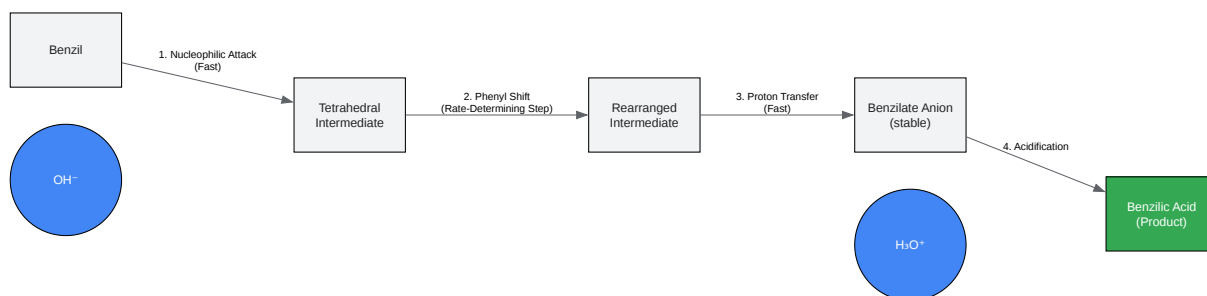 Benzil
1. Nucleophilic Attack
(Fast)
OH⁻
Tetrahedral
Intermediate
2. Phenyl Shift
(Rate-Determining Step)
Rearranged
Intermediate
3. Proton Transfer
(Fast)
Benzilate Anion
(stable)
H₃O⁺
4. Acidification
Benzilic Acid
(Product)